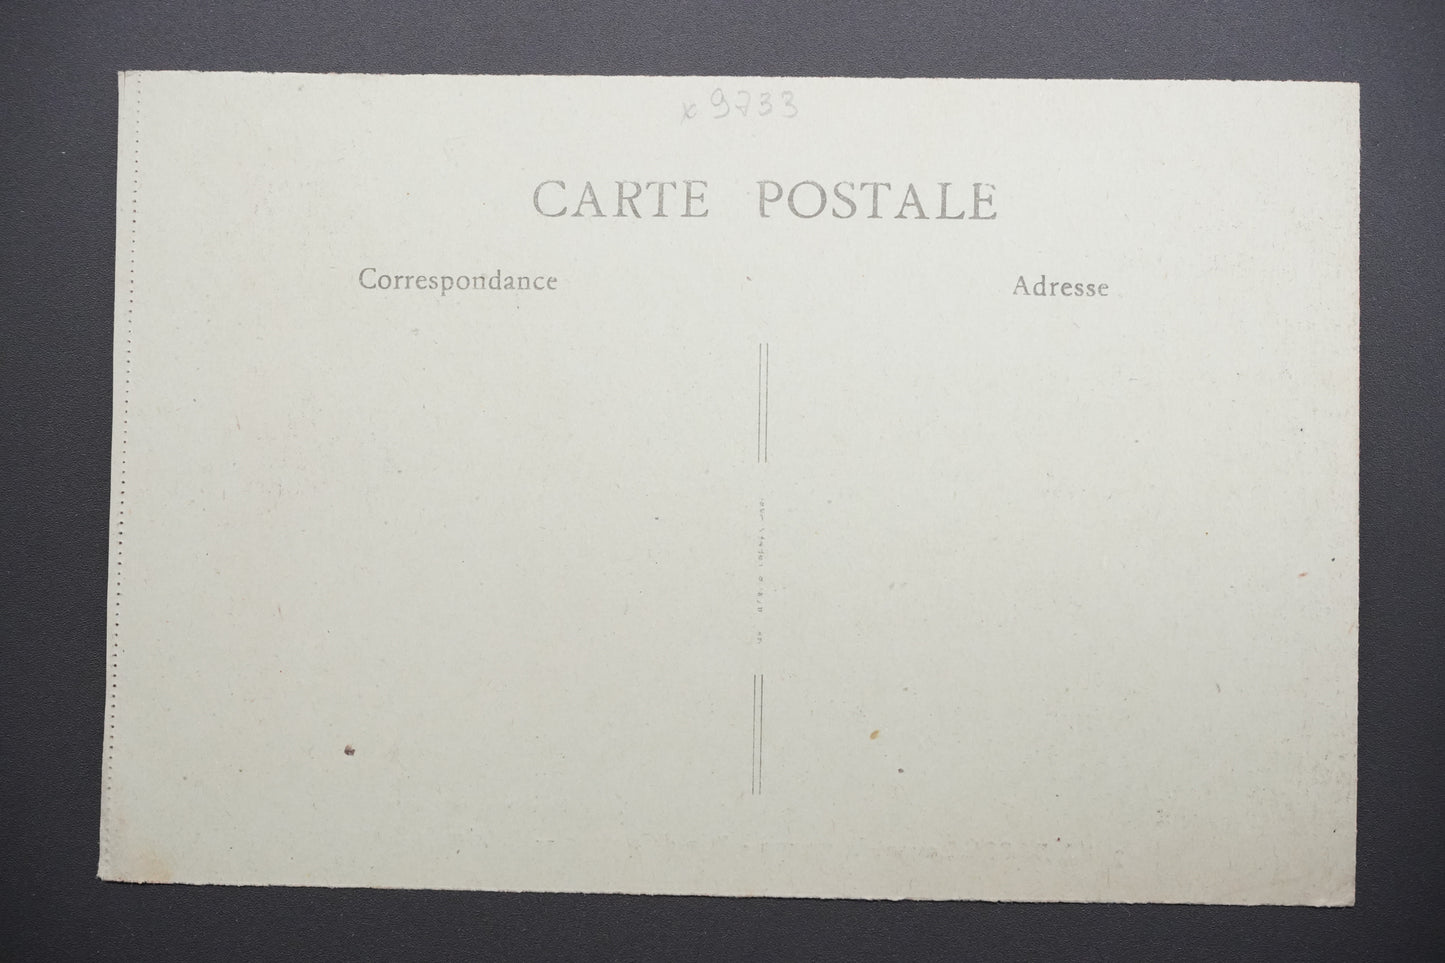 x 9733
CARTE POSTALE
Correspondance
Adresse